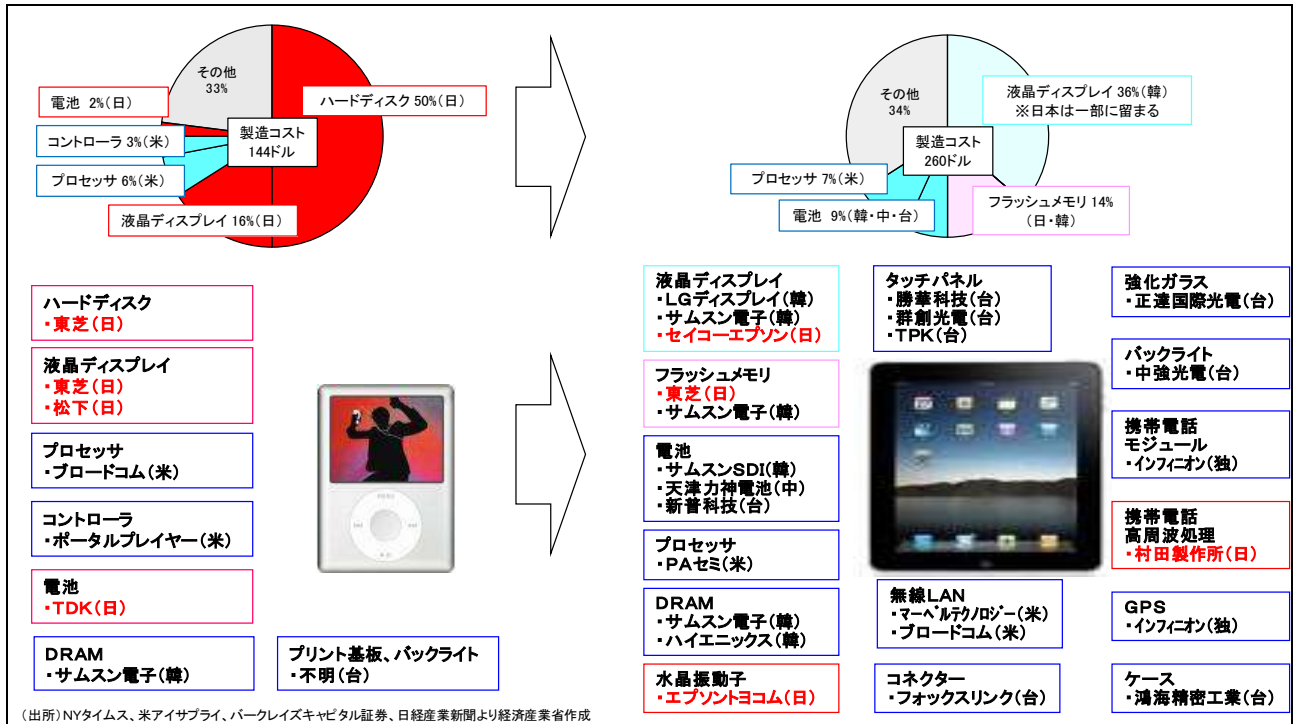 その他
33%
ハードディスク 50%(日)
電池 2%(日)
コントローラ 3%(米)
プロセッサ 6%(米)
製造コスト
144ドル
液晶ディスプレイ 16%(日)
その他
34%
液晶ディスプレイ 36%(韓)
※日本は一部に留まる
製造コスト
260ドル
プロセッサ 7%(米)
電池 9%(韓・中・台)
フラッシュメモリ 14%
(日・韓)
ハードディスク
・東芝(日)
液晶ディスプレイ
・東芝(日)
・松下(日)
プロセッサ
・ブロードコム(米)
コントローラ
・ポータルプレイヤー(米)
電池
・TDK(日)
DRAM
・サムスン電子(韓)
プリント基板、バックライト
・不明(台)
MENU
液晶ディスプレイ
・LGディスプレイ(韓)
・サムスン電子(韓)
・セイコーエプソン(日)
フラッシュメモリ
・東芝(日)
・サムスン電子(韓)
電池
・サムスンSDI(韓)
・天津力神電池(中)
・新普科技(台)
プロセッサ
・PAセミ(米)
DRAM
・サムスン電子(韓)
・ハイエニックス(韓)
水晶振動子
・エプソントヨコム(日)
タッチパネル
・勝華科技(台)
・群創光電(台)
・TPK(台)
無線LAN
・マーベルテクノロジー(米)
・ブロードコム(米)
コネクター
・フォックスリンク(台)
強化ガラス
・正達国際光電(台)
バックライト
・中強光電(台)
携帯電話
モジュール
・インフィニオン(独)
携帯電話
高周波処理
・村田製作所(日)
GPS
・インフィニオン(独)
ケース
・鴻海精密工業(台)
(出所)NYタイムス、米アイサプライ、バークレイズキャピタル証券、日経産業新聞より経済産業省作成